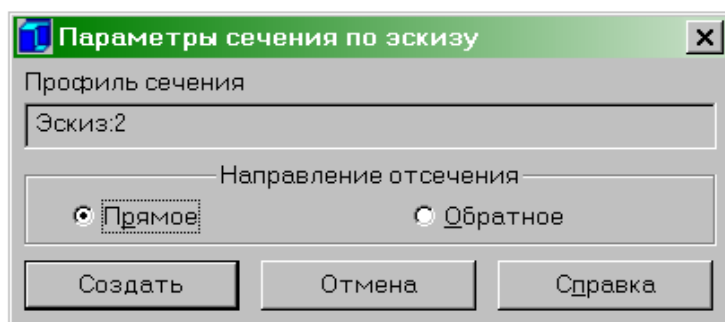 Параметры сечения по эскизу
Профиль сечения
Эскиз:2
Направление отсечения
Прямое Обратное
Создать Отмена Справка